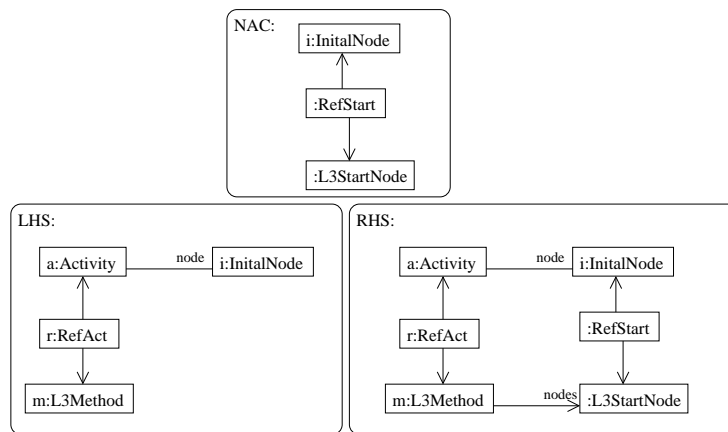 NAC:
i:InitalNode
:RefStart
:L3StartNode
LHS:
a:Activity
node
i:InitalNode
r:RefAct
m:L3Method
RHS:
a:Activity
node
i:InitalNode
r:RefAct
:RefStart
m:L3Method
nodes
:L3StartNode